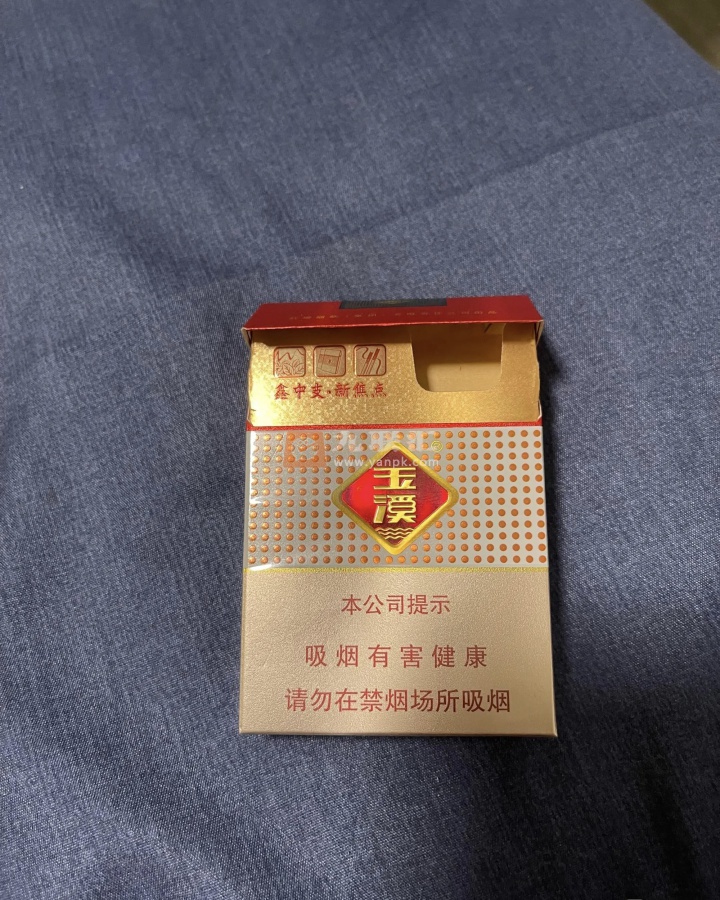 鑫中支·新焦点
www.yanpk.com
玉溪
本公司提示
吸烟有害健康
请勿在禁烟场所吸烟